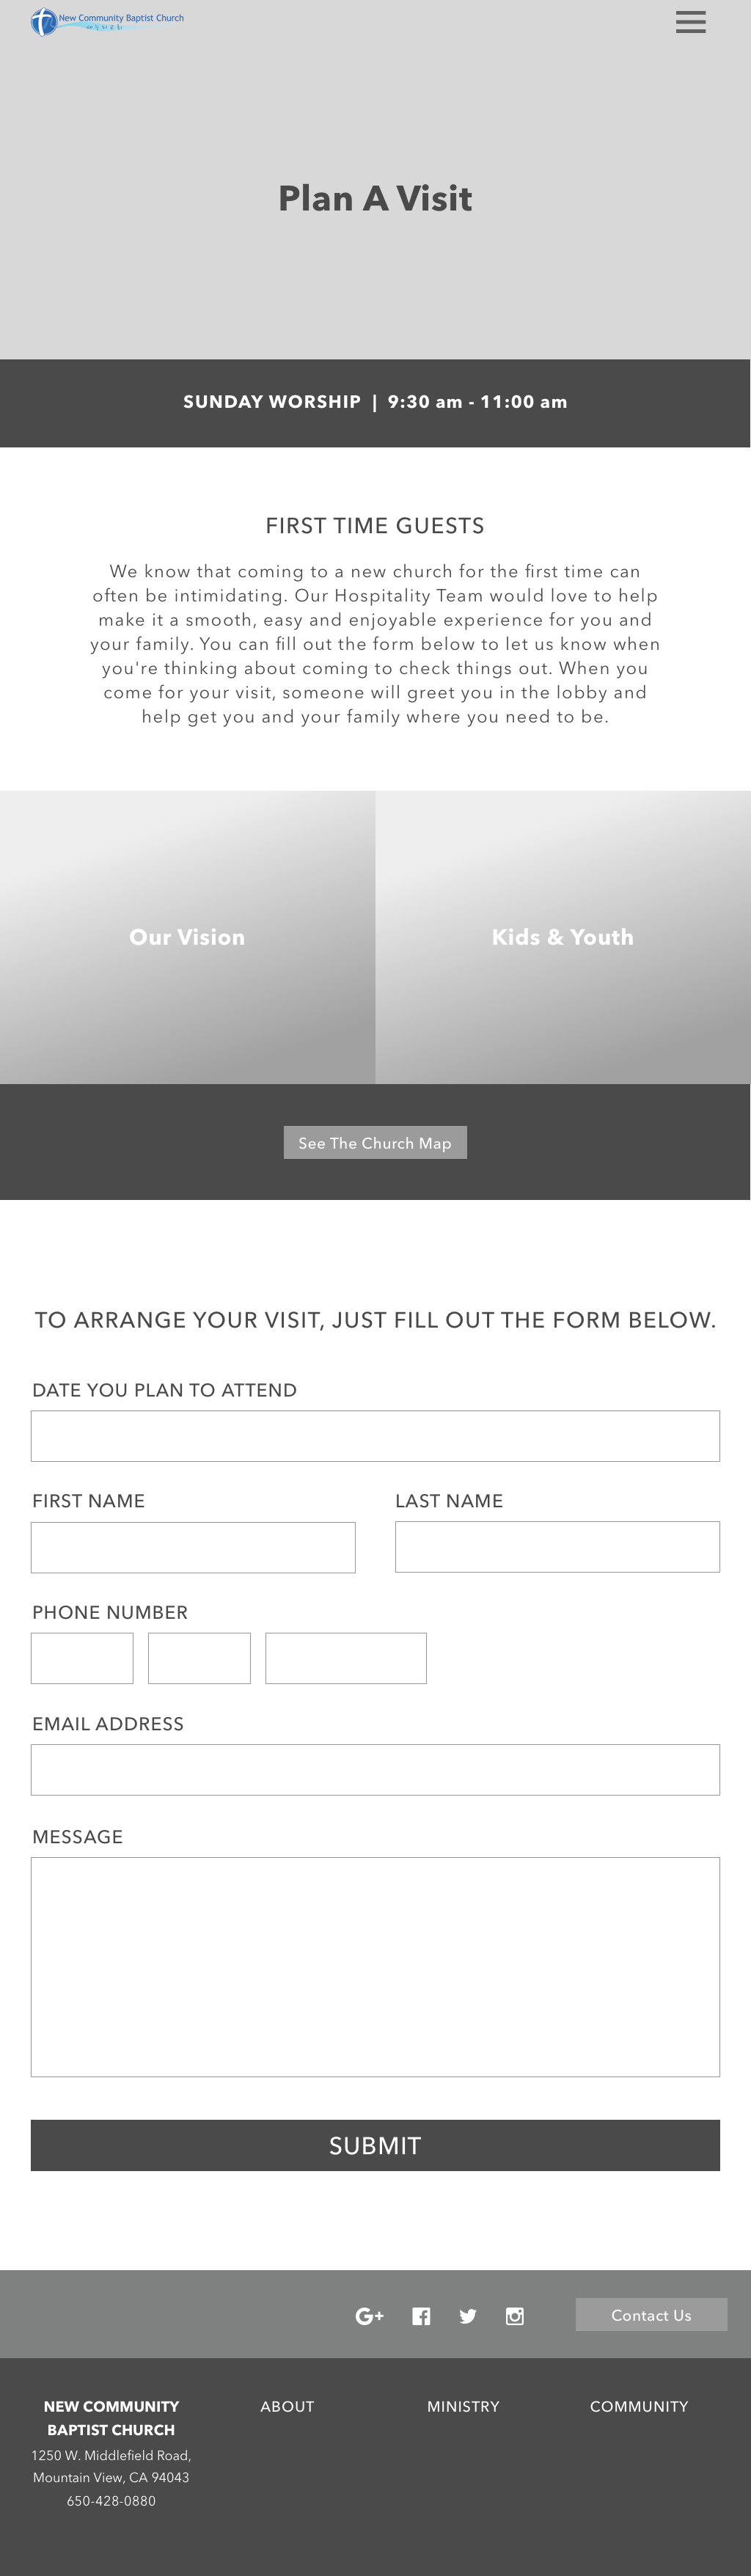 New Community Baptist Church
Plan A Visit
SUNDAY WORSHIP | 9:30 am - 11:00 am
FIRST TIME GUESTS
We know that coming to a new church for the first time can
often be intimidating. Our Hospitality Team would love to help
make it a smooth, easy and enjoyable experience for you and
your family. You can fill out the form below to let us know when
you're thinking about coming to check things out. When you
come for your visit, someone will greet you in the lobby and
help get you and your family where you need to be.
Our Vision
Kids & Youth
See The Church Map
TO ARRANGE YOUR VISIT, JUST FILL OUT THE FORM BELOW.
DATE YOU PLAN TO ATTEND
FIRST NAME
LAST NAME
PHONE NUMBER
EMAIL ADDRESS
MESSAGE
SUBMIT
G+
Contact Us
NEW COMMUNITY
BAPTIST CHURCH
1250 W. Middlefield Road,
Mountain View, CA 94043
650-428-0880
ABOUT
MINISTRY
COMMUNITY